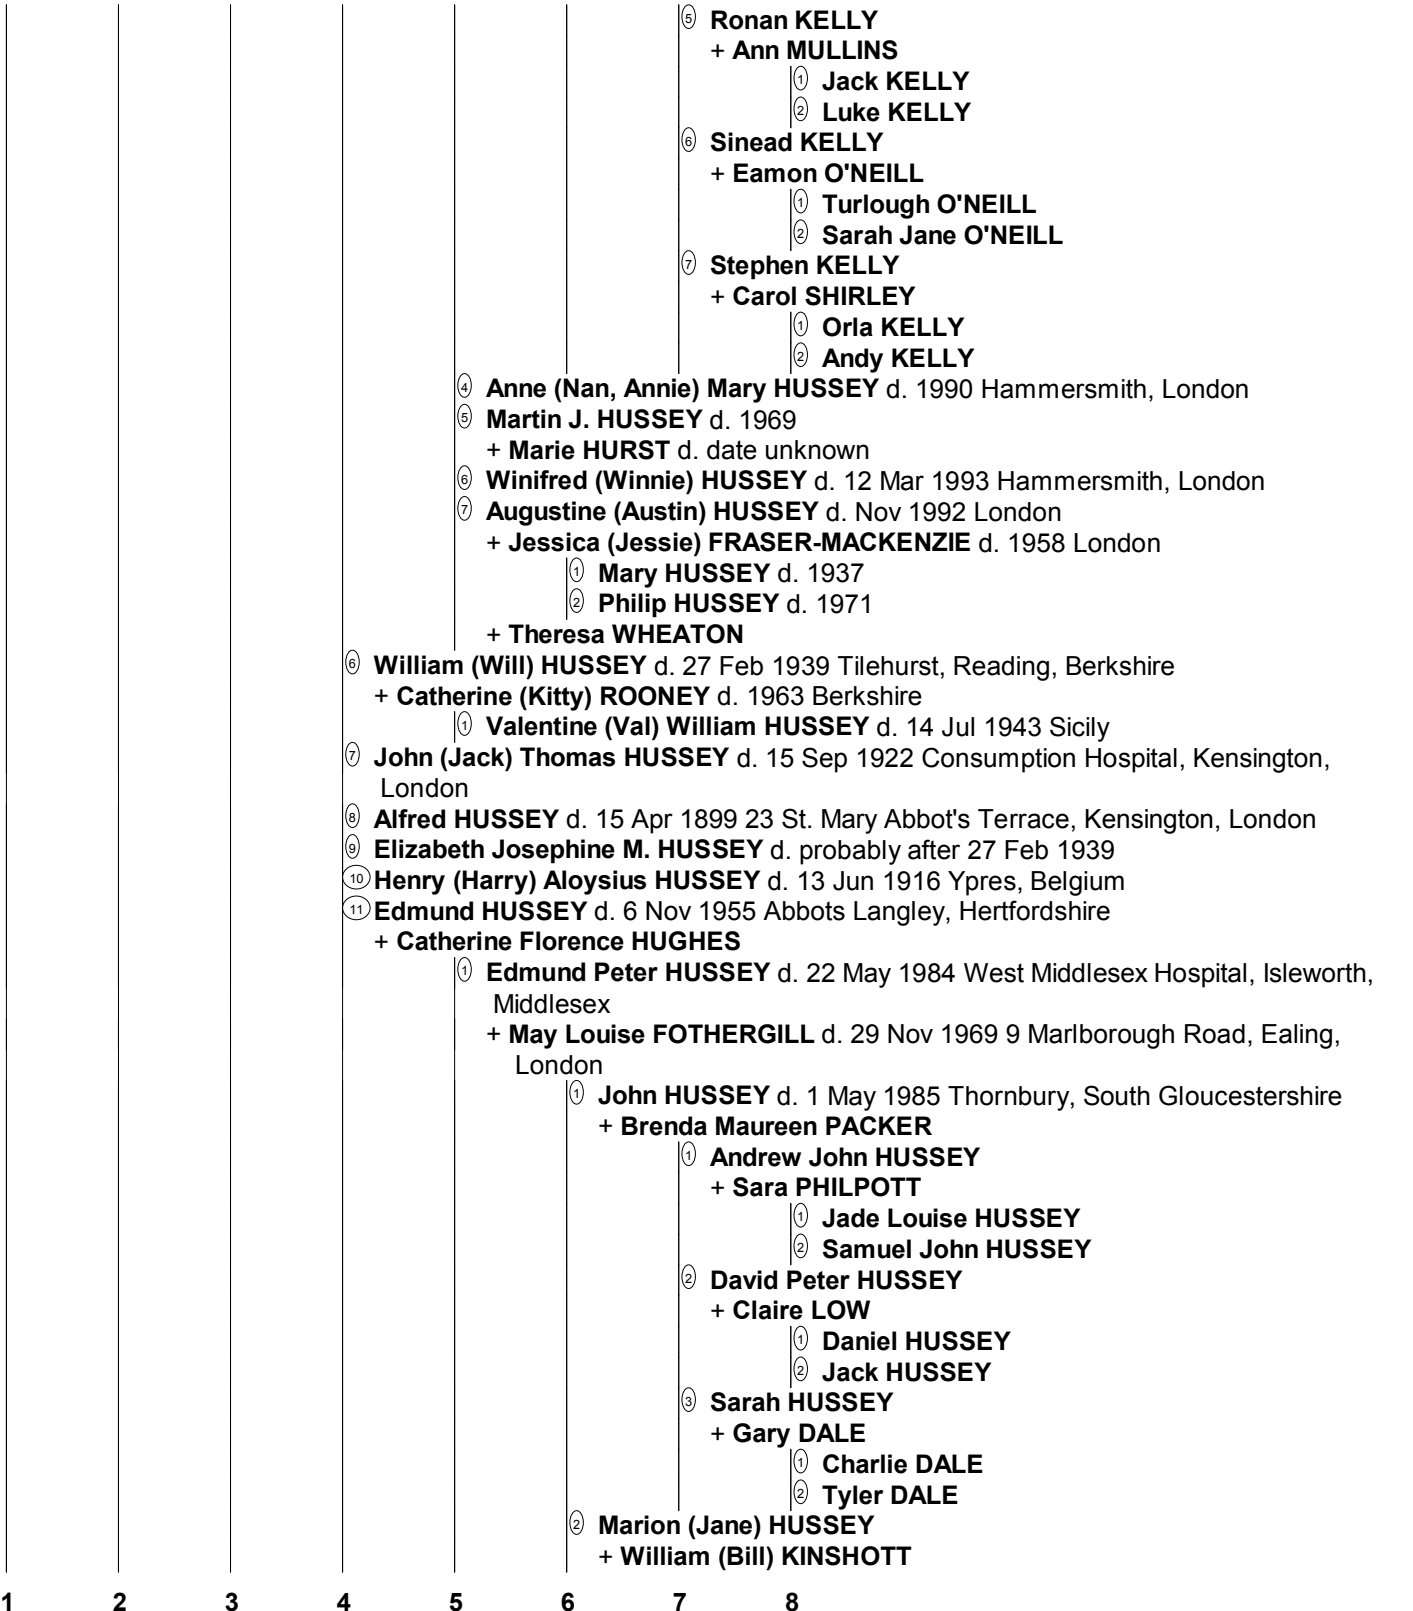 5 Ronan KELLY
+ Ann MULLINS
1 Jack KELLY
2 Luke KELLY
6 Sinead KELLY
+ Eamon O'NEILL
1 Turlough O'NEILL
2 Sarah Jane O'NEILL
7 Stephen KELLY
+ Carol SHIRLEY
1 Orla KELLY
2 Andy KELLY
4 Anne (Nan, Annie) Mary HUSSEY d. 1990 Hammersmith, London
5 Martin J. HUSSEY d. 1969
+ Marie HURST d. date unknown
6 Winifred (Winnie) HUSSEY d. 12 Mar 1993 Hammersmith, London
7 Augustine (Austin) HUSSEY d. Nov 1992 London
+ Jessica (Jessie) FRASER-MACKENZIE d. 1958 London
1 Mary HUSSEY d. 1937
2 Philip HUSSEY d. 1971
+ Theresa WHEATON
6 William (Will) HUSSEY d. 27 Feb 1939 Tilehurst, Reading, Berkshire
+ Catherine (Kitty) ROONEY d. 1963 Berkshire
1 Valentine (Val) William HUSSEY d. 14 Jul 1943 Sicily
7 John (Jack) Thomas HUSSEY d. 15 Sep 1922 Consumption Hospital, Kensington,
London
8 Alfred HUSSEY d. 15 Apr 1899 23 St. Mary Abbot's Terrace, Kensington, London
9 Elizabeth Josephine M. HUSSEY d. probably after 27 Feb 1939
10 Henry (Harry) Aloysius HUSSEY d. 13 Jun 1916 Ypres, Belgium
11 Edmund HUSSEY d. 6 Nov 1955 Abbots Langley, Hertfordshire
+ Catherine Florence HUGHES
1 Edmund Peter HUSSEY d. 22 May 1984 West Middlesex Hospital, Isleworth,
Middlesex
+ May Louise FOTHERGILL d. 29 Nov 1969 9 Marlborough Road, Ealing,
London
1 John HUSSEY d. 1 May 1985 Thornbury, South Gloucestershire
+ Brenda Maureen PACKER
1 Andrew John HUSSEY
+ Sara PHILPOTT
1 Jade Louise HUSSEY
2 Samuel John HUSSEY
2 David Peter HUSSEY
+ Claire LOW
1 Daniel HUSSEY
2 Jack HUSSEY
3 Sarah HUSSEY
+ Gary DALE
1 Charlie DALE
2 Tyler DALE
2 Marion (Jane) HUSSEY
+ William (Bill) KINSHOTT
1 2 3 4 5 6 7 8